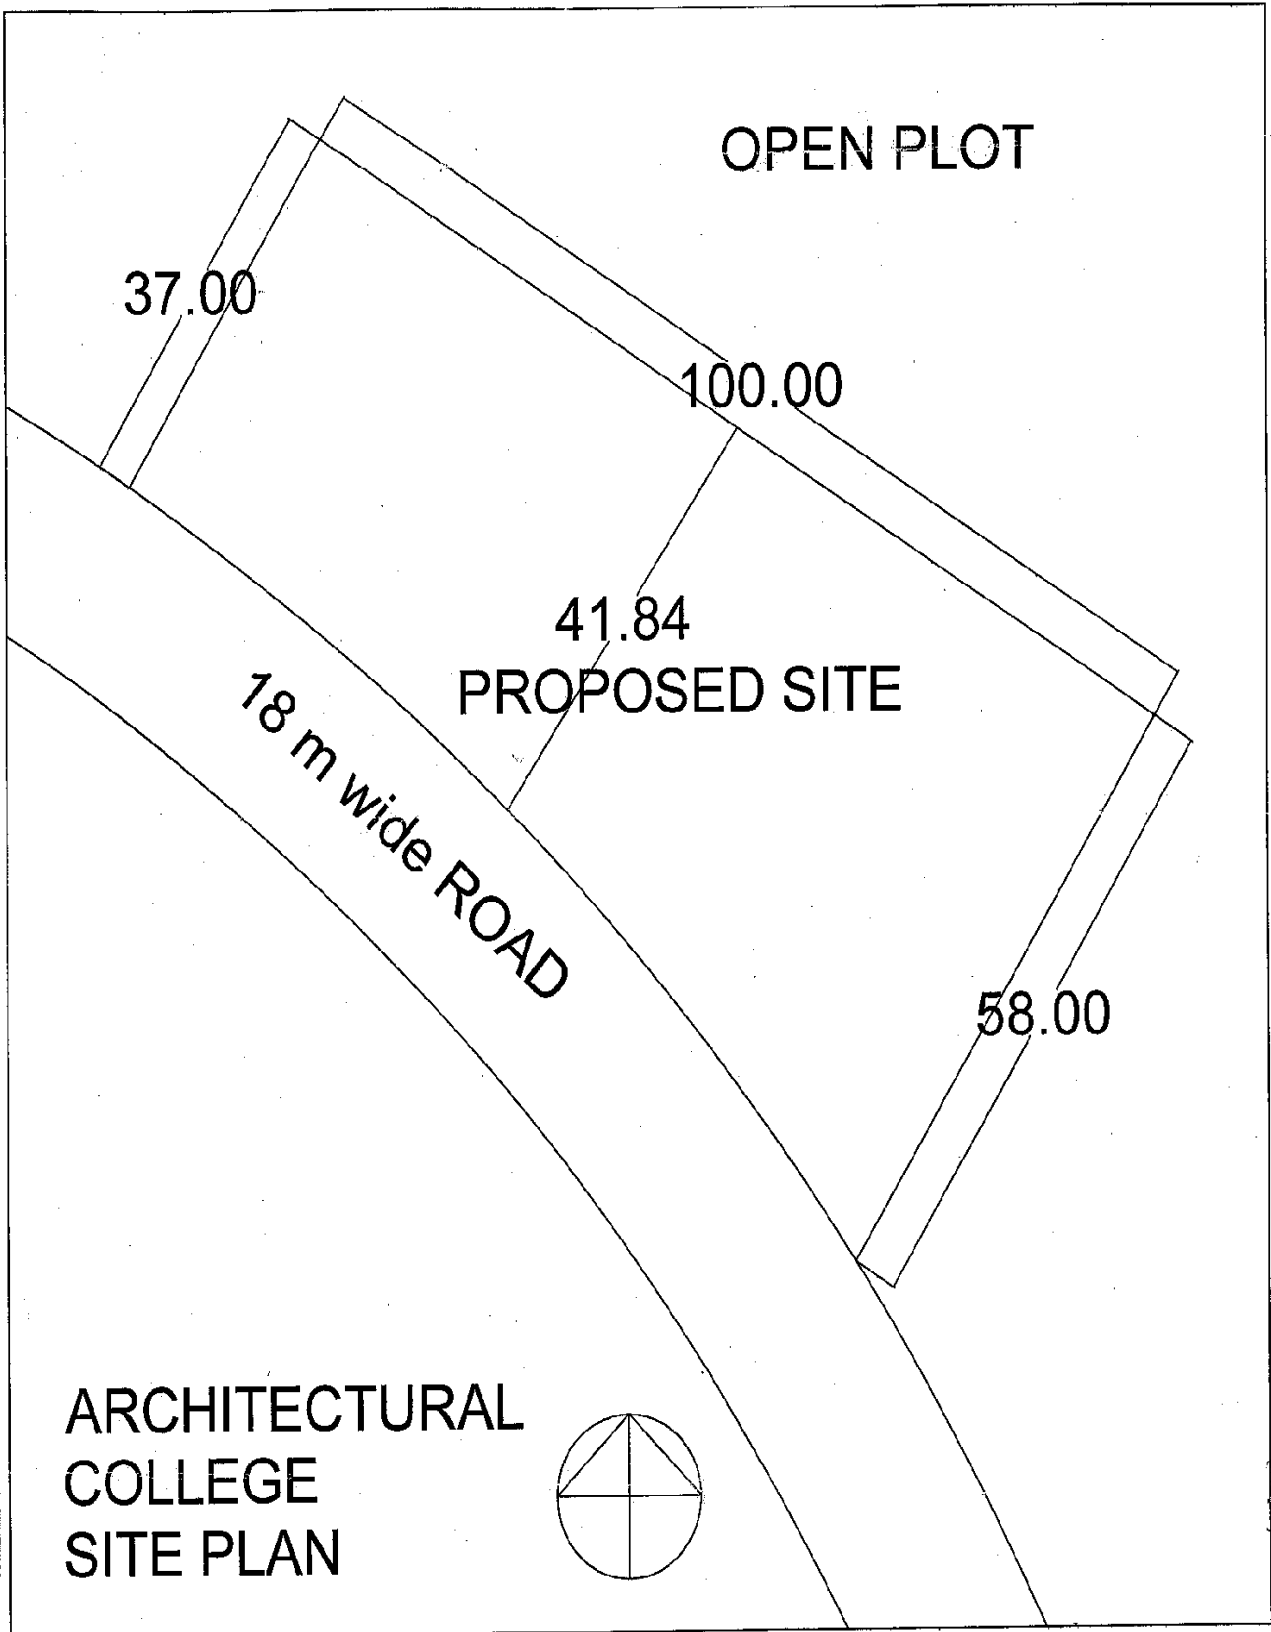 OPEN PLOT
37.00
100.00
41.84
PROPOSED SITE
18 m wide ROAD
58.00
ARCHITECTURAL
COLLEGE
SITE PLAN